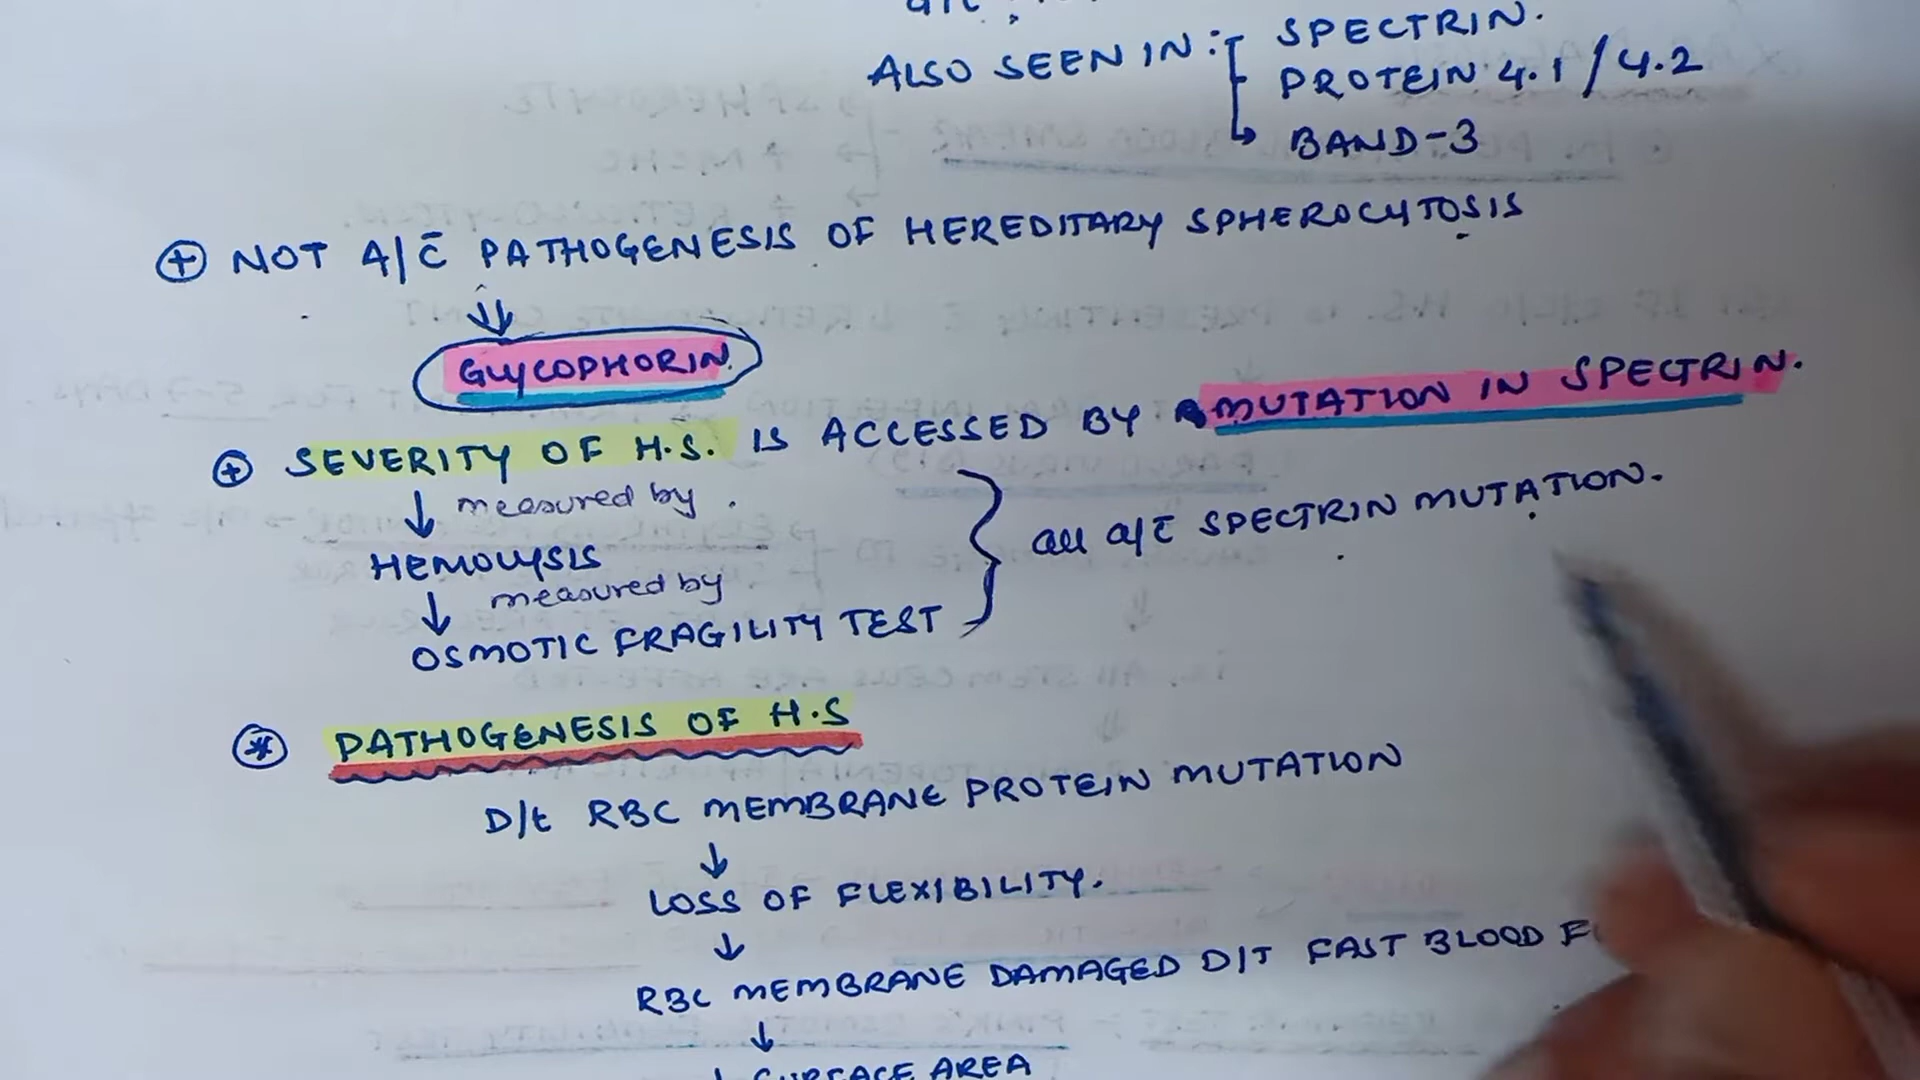 ALSO SEEN IN :
SPECTRIN.
PROTEIN 4.1 / 4.2
BAND-3
⊕ NOT A/C̄ PATHOGENESIS OF HEREDITARY SPHEROCYTOSIS
GLYCOPHORIN
⊕ SEVERITY OF H.S. IS ACCESSED BY MUTATION IN SPECTRIN.
↓ measured by .
HEMOLYSIS
↓ measured by
OSMOTIC FRAGILITY TEST
all a/c̄ SPECTRIN MUTATION.
PATHOGENESIS OF H.S
D/t RBC MEMBRANE PROTEIN MUTATION
↓
LOSS OF FLEXIBILITY.
↓
RBC MEMBRANE DAMAGED D/T FAST BLOOD
↓
↓ SURFACE AREA